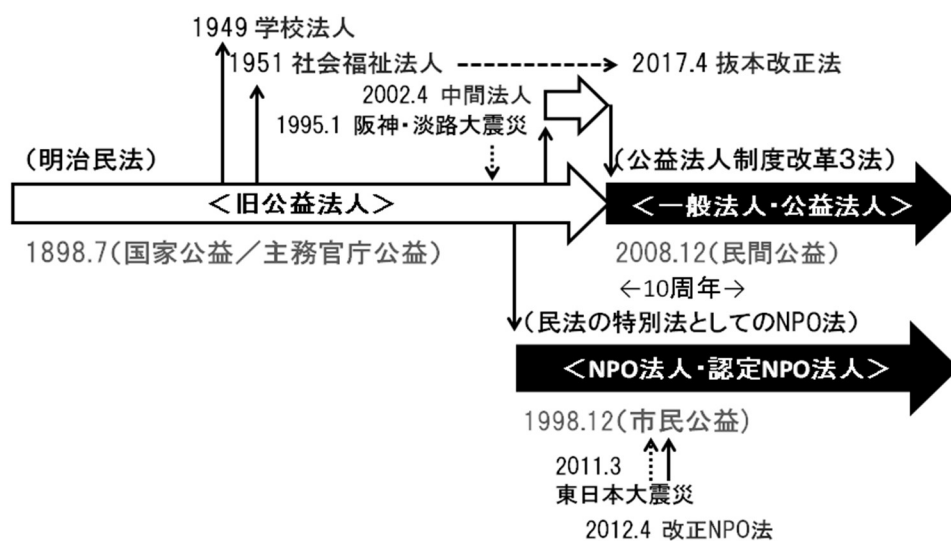 1949 学校法人
1951 社会福祉法人
2017.4 抜本改正法
2002.4 中間法人
1995.1 阪神・淡路大震災
（明治民法）
（公益法人制度改革３法）
＜旧公益法人＞
＜一般法人・公益法人＞
1898.7（国家公益／主務官庁公益）
2008.12（民間公益）
←10周年→
（民法の特別法としてのNPO法）
＜NPO法人・認定NPO法人＞
1998.12（市民公益）
2011.3
東日本大震災
2012.4 改正NPO法